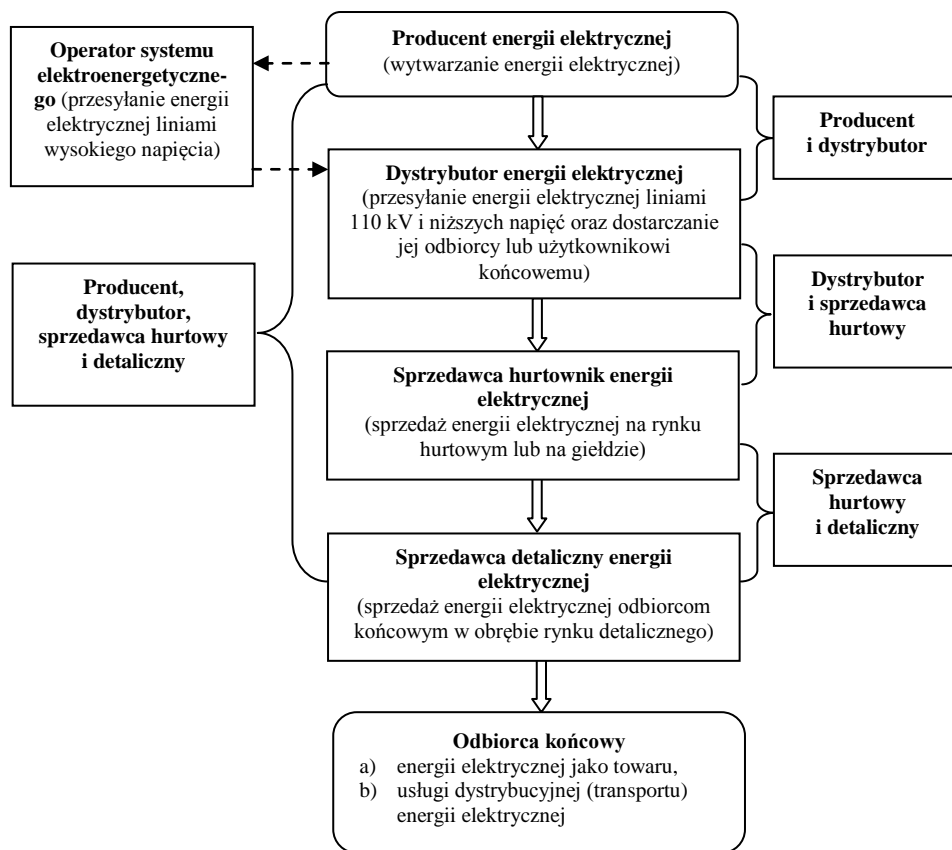 Producent energii elektrycznej
(wytwarzanie energii elektrycznej)
Operator systemu
elektroenergetyczne-
go (przesyłanie energii
elektrycznej liniami
wysokiego napięcia)
Producent
i dystrybutor
Dystrybutor energii elektrycznej
(przesyłanie energii elektrycznej liniami
110 kV i niższych napięć oraz dostarczanie
jej odbiorcy lub użytkownikowi
końcowemu)
Producent,
dystrybutor,
sprzedawca hurtowy
i detaliczny
Dystrybutor
i sprzedawca
hurtowy
Sprzedawca hurtownik energii
elektrycznej
(sprzedaż energii elektrycznej na rynku
hurtowym lub na giełdzie)
Sprzedawca
hurtowy
i detaliczny
Sprzedawca detaliczny energii
elektrycznej
(sprzedaż energii elektrycznej odbiorcom
końcowym w obrębie rynku detalicznego)
Odbiorca końcowy
a) energii elektrycznej jako towaru,
b) usługi dystrybucyjnej (transportu)
energii elektrycznej